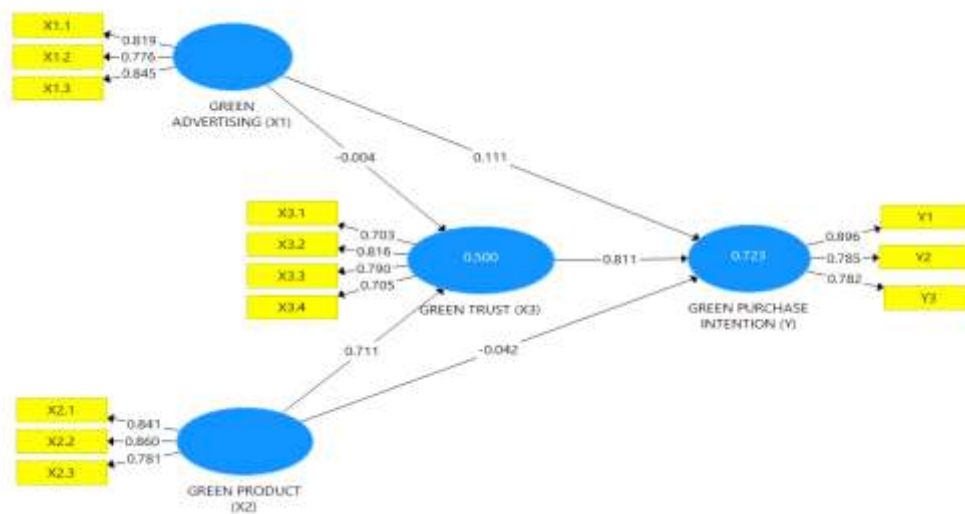 X1.1
0.819
X1.2
0.776
X1.3
0.845
GREEN
ADVERTISING (X1)
-0.004
0.111
X3.1
0.703
X3.2
0.816
X3.3
0.790
X3.4
0.705
0.500
GREEN TRUST (X3)
0.811
0.723
GREEN PURCHASE
INTENTION (Y)
Y1
0.896
Y2
0.785
Y3
0.782
0.711
-0.042
X2.1
0.841
X2.2
0.860
X2.3
0.781
GREEN PRODUCT
(X2)